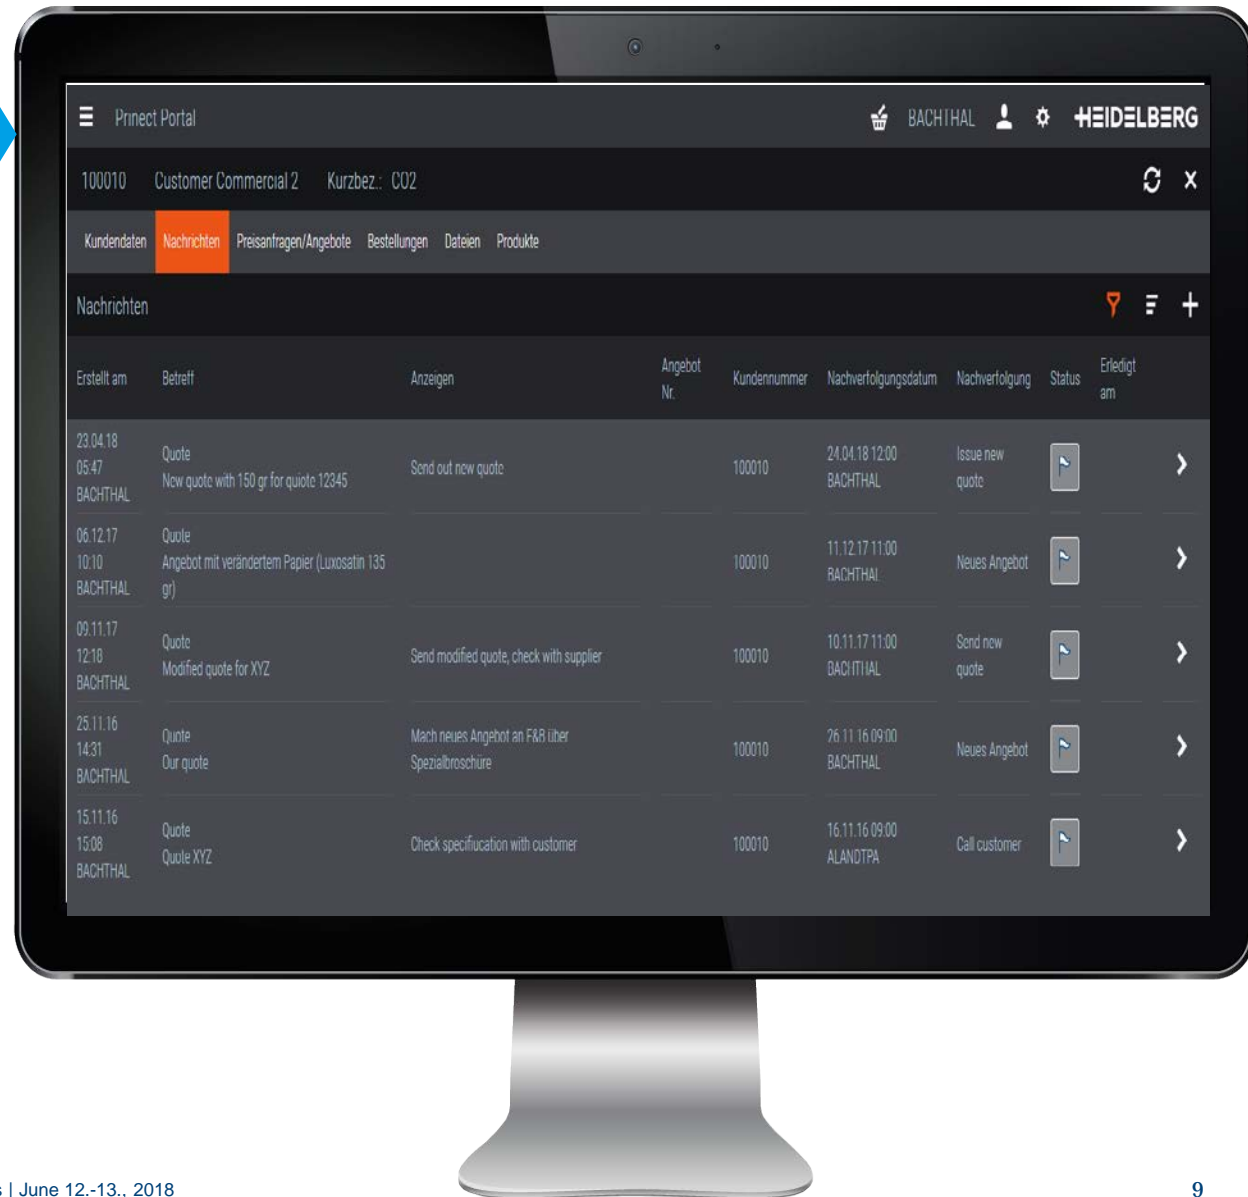 Prinect Portal BACHTHAL HEIDELBERG
100010 Customer Commercial 2 Kurzbez.: CO2
Kundendaten Nachrichten Preisanfragen/Angebote Bestellungen Dateien Produkte
Nachrichten
Erstellt am Betreff Anzeigen Angebot Nr. Kundennummer Nachverfolgungsdatum Nachverfolgung Status Erledigt am
23.04.18
05:47
BACHTHAL
Quote
New quote with 150 gr for quiote 12345
Send out new quote
100010
24.04.18 12:00
BACHTHAL
Issue new
quote
06.12.17
10:10
BACHTHAL
Quote
Angebot mit verändertem Papier (Luxosatin 135
gr)
100010
11.12.17 11:00
BACHTHAL
Neues Angebot
09.11.17
12:18
BACHTHAL
Quote
Modified quote for XYZ
Send modified quote, check with supplier
100010
10.11.17 11:00
BACHTHAL
Send new
quote
25.11.16
14:31
BACHTHAL
Quote
Our quote
Mach neues Angebot an F&B über
Spezialbroschüre
100010
26.11.16 09:00
BACHTHAL
Neues Angebot
15.11.16
15:08
BACHTHAL
Quote
Quote XYZ
Check specifiucation with customer
100010
16.11.16 09:00
ALANDTPA
Call customer
s | June 12.-13., 2018 9